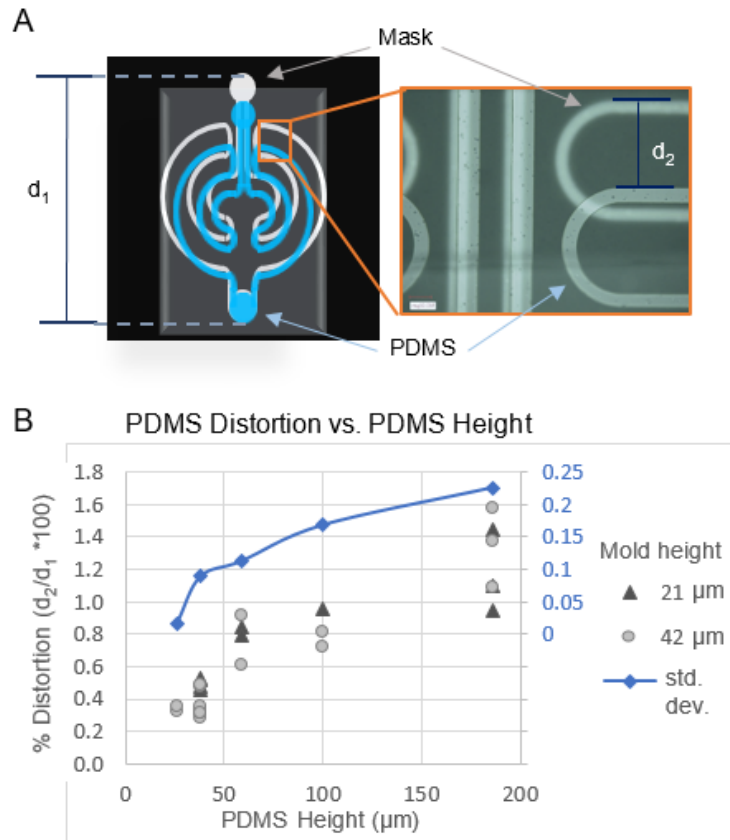 A
Mask
d1
d2
PDMS
B
PDMS Distortion vs. PDMS Height
% Distortion (d2/d1 *100)
1.8
1.6
1.4
1.2
1.0
0.8
0.6
0.4
0.2
0.0
0.25
0.2
0.15
0.1
0.05
0
Mold height
21 μm
42 μm
std.
dev.
0
50
100
150
200
PDMS Height (μm)